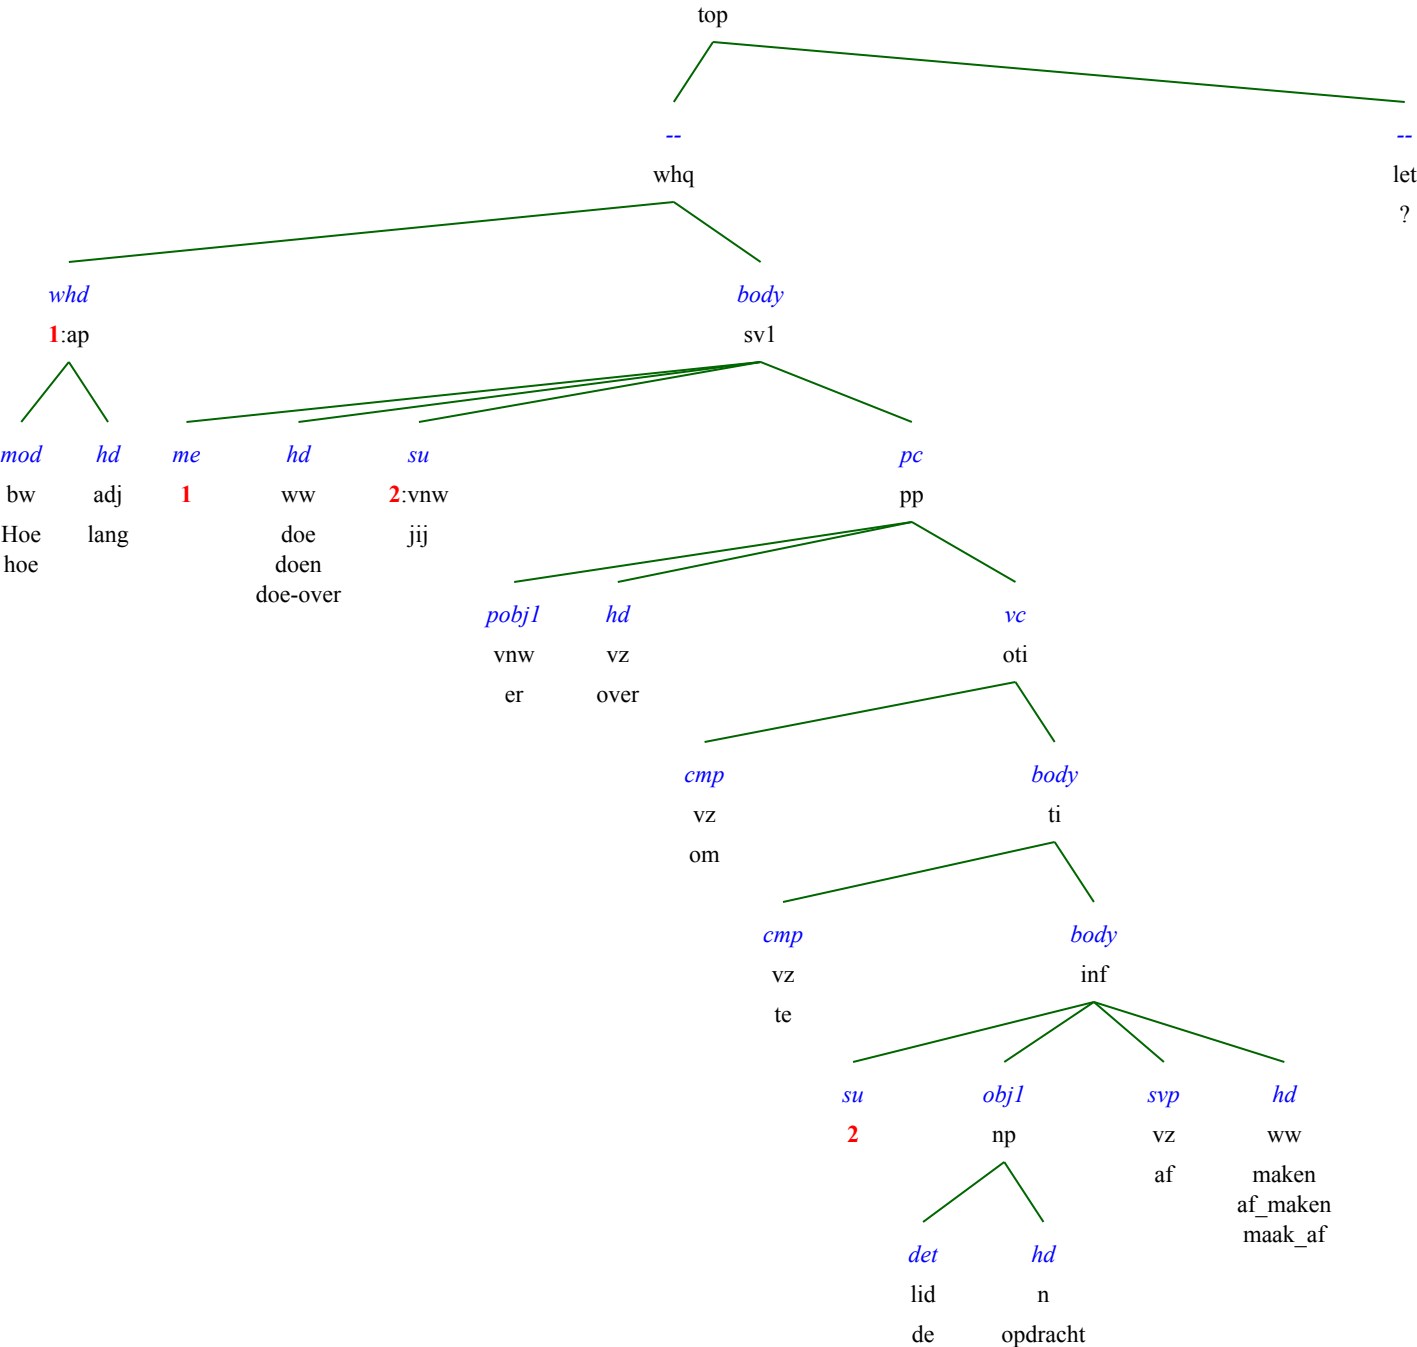 top
-- --
whq let
?
whd body
1:ap sv1
mod hd me hd su pc
bw adj 1 ww 2:vnw pp
Hoe lang doe jij
hoe doen
doe-over
pobj1 hd vc
vnw vz oti
er over
cmp body
vz ti
om
cmp body
vz inf
te
su obj1 svp hd
2 np vz ww
af maken
af_maken
maak_af
det hd
lid n
de opdracht